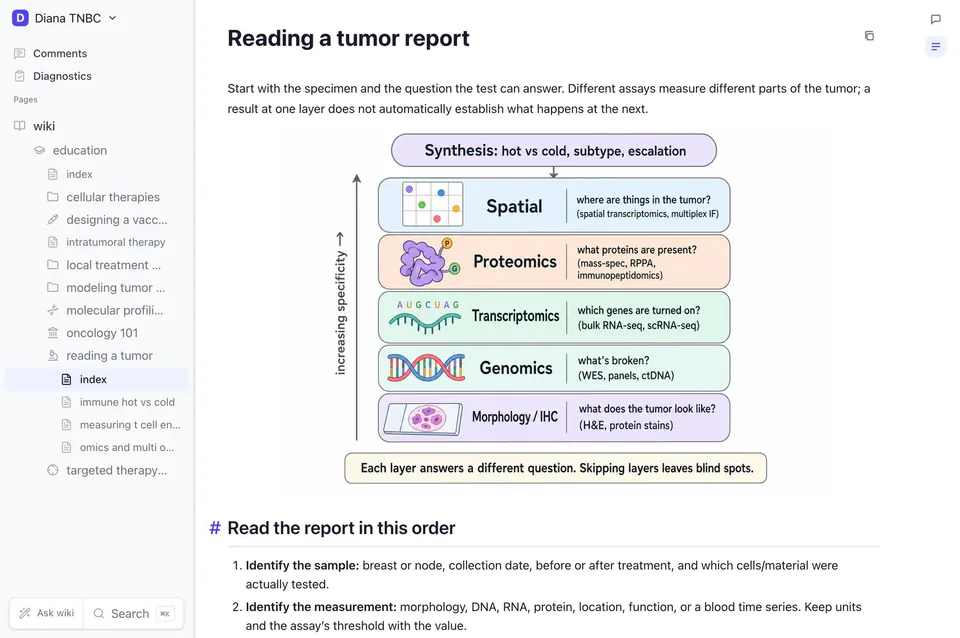 D Diana TNBC
Comments
Diagnostics
Pages
wiki
education
index
cellular therapies
designing a vacc...
intratumoral therapy
local treatment ...
modeling tumor ...
molecular profili...
oncology 101
reading a tumor
index
immune hot vs cold
measuring t cell en...
omics and multi o...
targeted therapy...
Ask wiki
Search ⌘K
Reading a tumor report
Start with the specimen and the question the test can answer. Different assays measure different parts of the tumor; a
result at one layer does not automatically establish what happens at the next.
Synthesis: hot vs cold, subtype, escalation
increasing specificity →
Spatial
where are things in the tumor?
(spatial transcriptomics, multiplex IF)
P
G
Proteomics
what proteins are present?
(mass-spec, RPPA,
immunopeptidomics)
A U G C U A G
Transcriptomics
which genes are turned on?
(bulk RNA-seq, scRNA-seq)
Genomics
what's broken?
(WES, panels, ctDNA)
Morphology / IHC
what does the tumor look like?
(H&E, protein stains)
Each layer answers a different question. Skipping layers leaves blind spots.
# Read the report in this order
1. Identify the sample: breast or node, collection date, before or after treatment, and which cells/material were
actually tested.
2. Identify the measurement: morphology, DNA, RNA, protein, location, function, or a blood time series. Keep units
and the assay's threshold with the value.